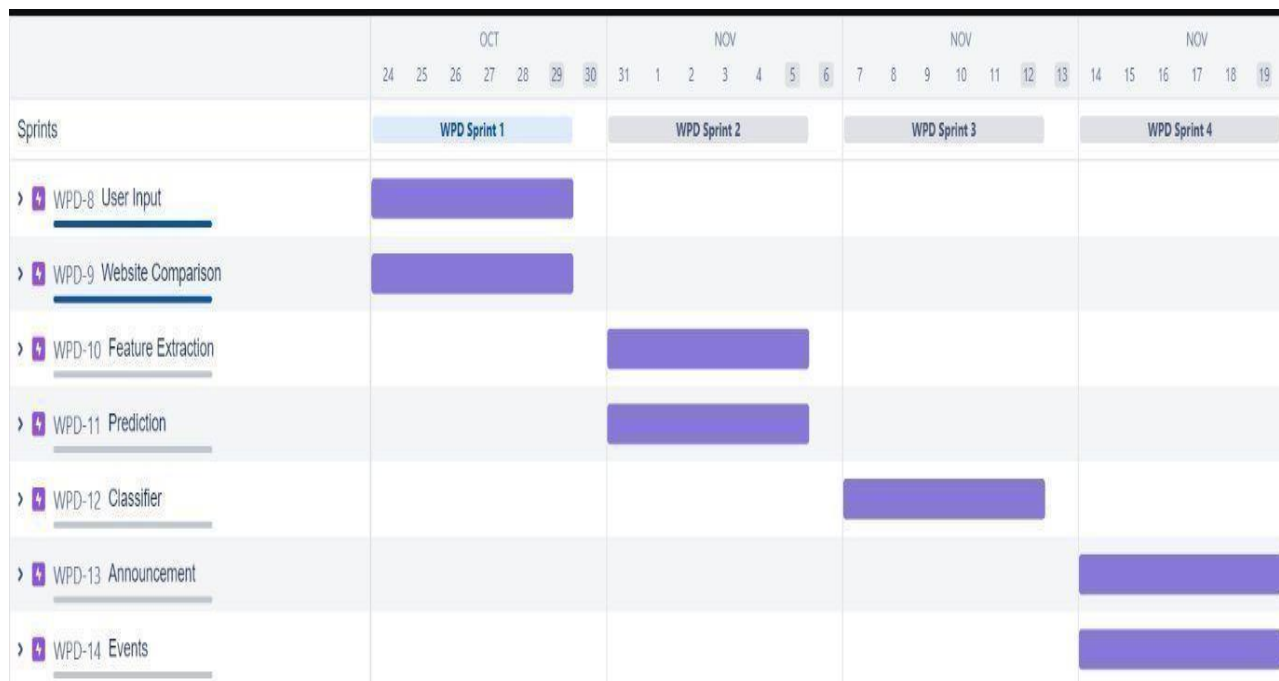 OCT NOV NOV NOV
24 25 26 27 28 29 30 31 1 2 3 4 5 6 7 8 9 10 11 12 13 14 15 16 17 18 19
Sprints WPD Sprint 1 WPD Sprint 2 WPD Sprint 3 WPD Sprint 4
WPD-8 User Input
WPD-9 Website Comparison
WPD-10 Feature Extraction
WPD-11 Prediction
WPD-12 Classifier
WPD-13 Announcement
WPD-14 Events